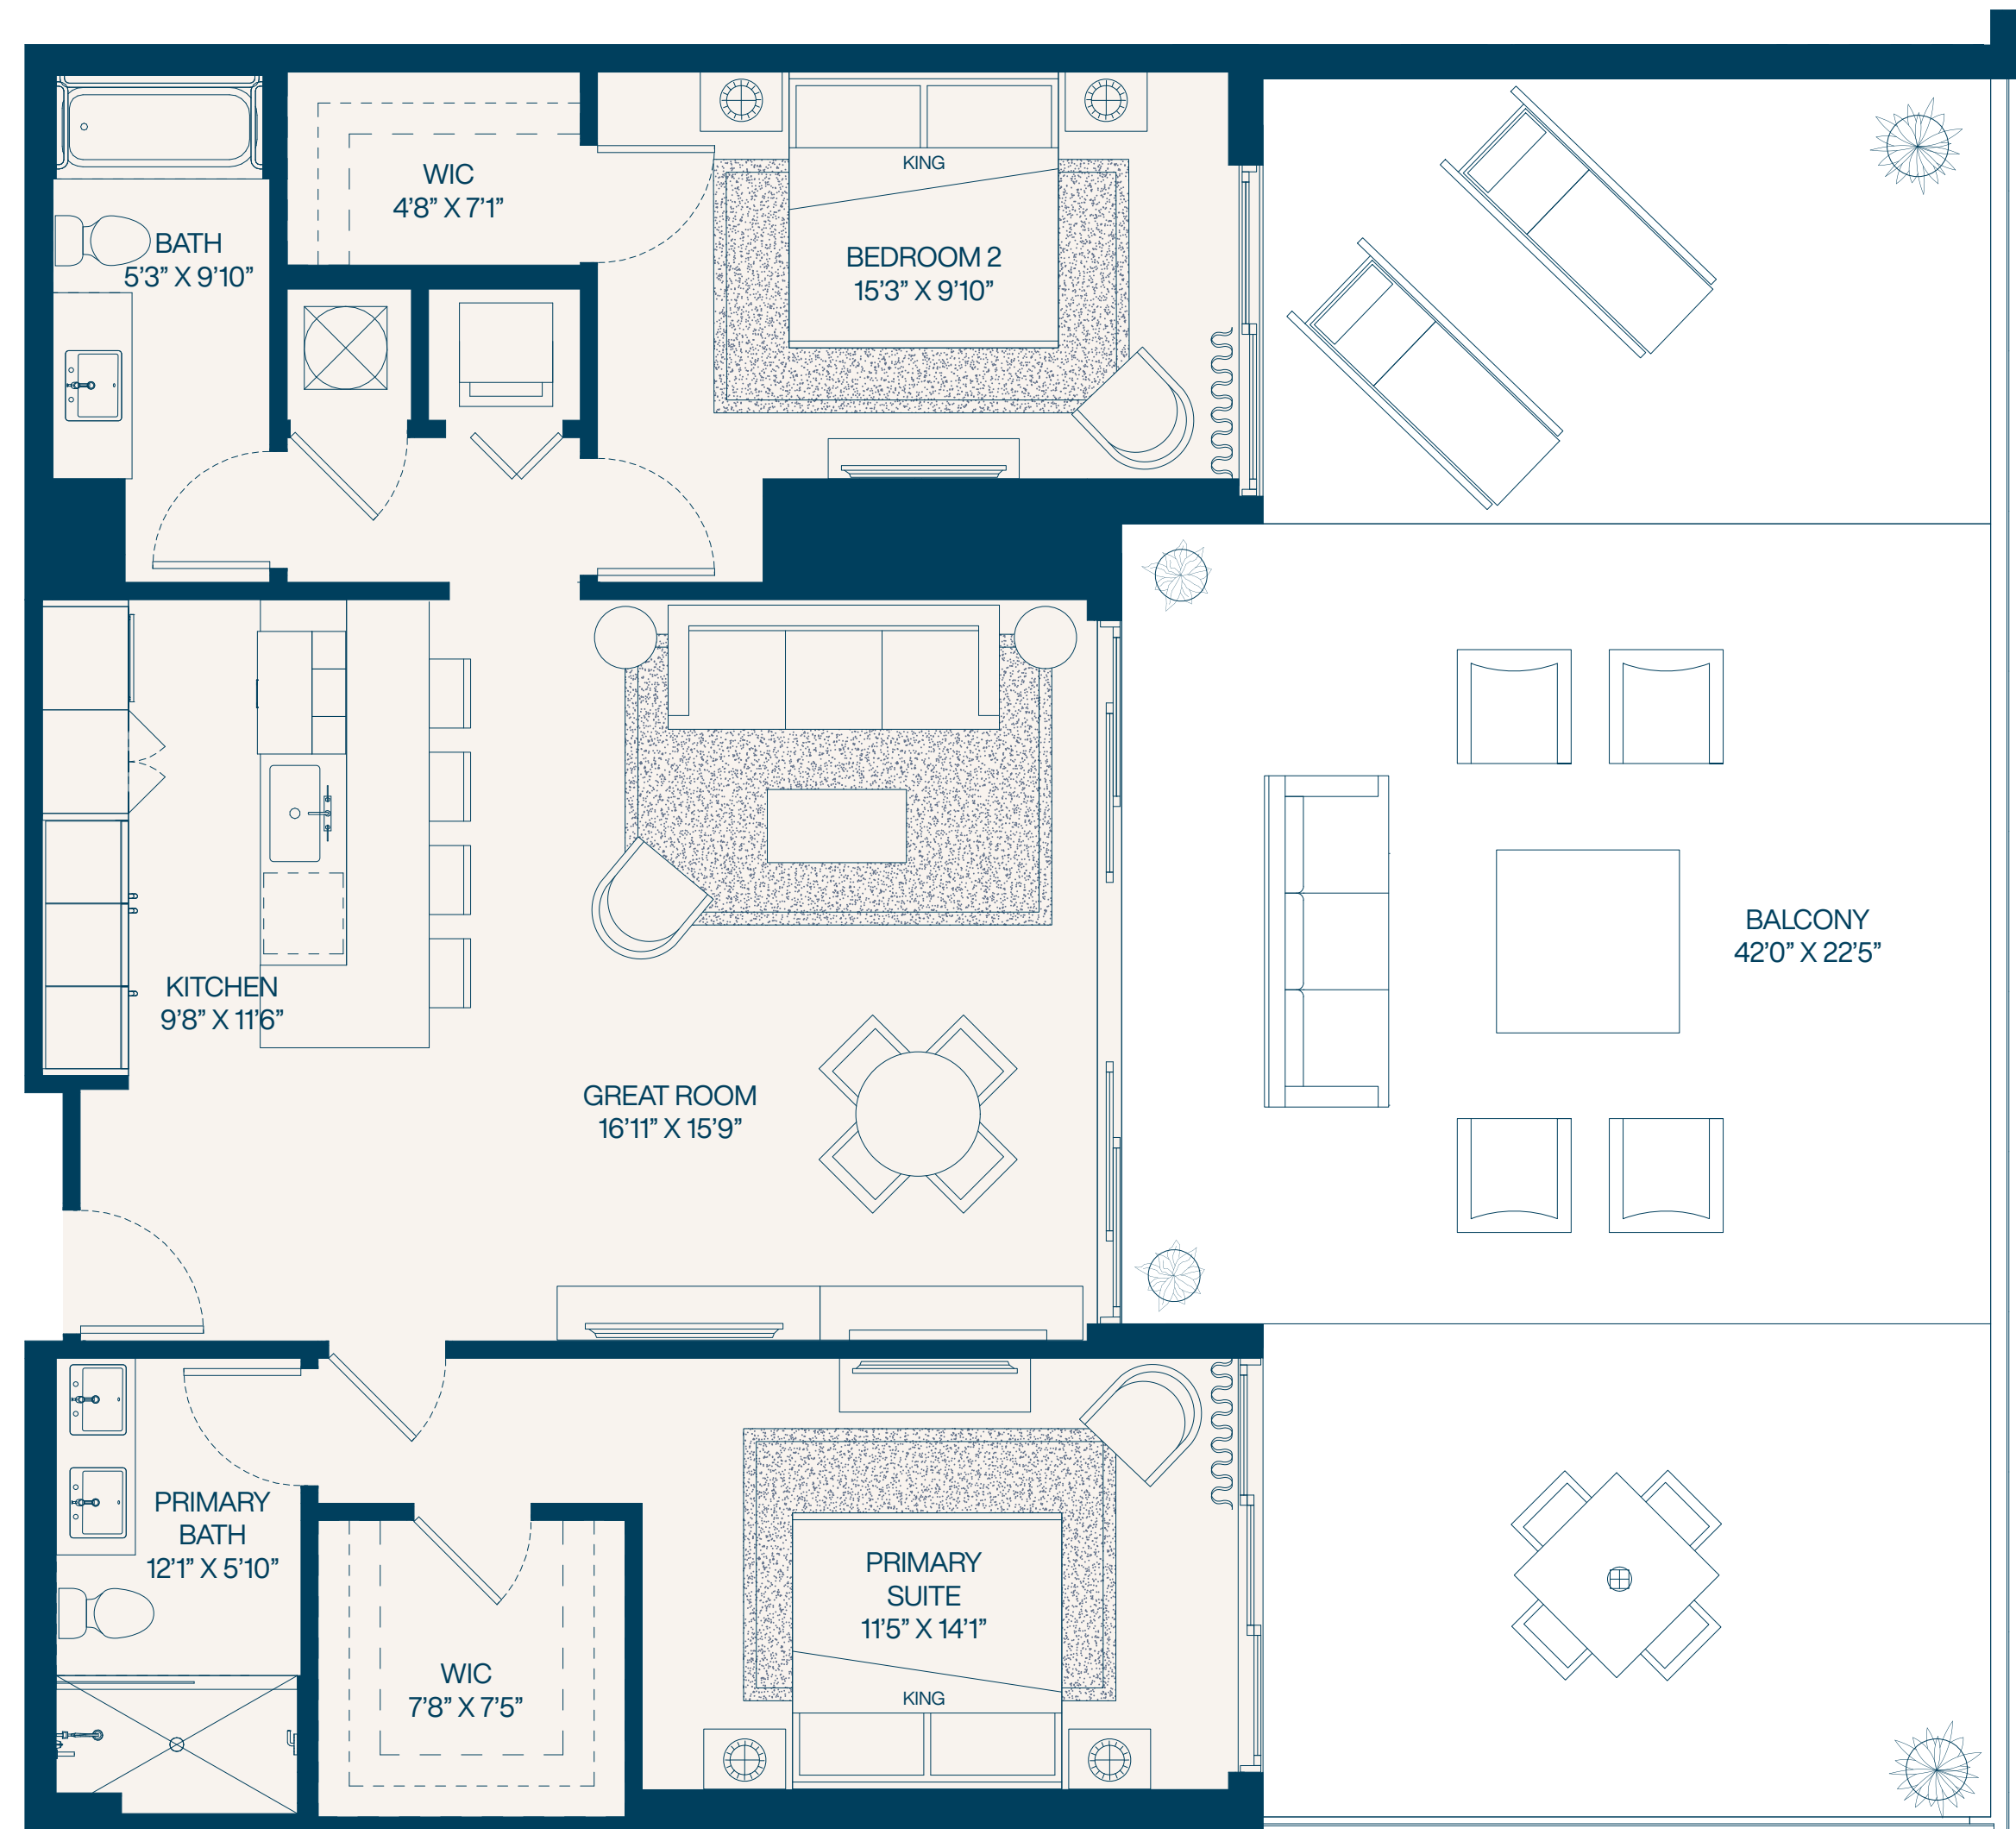 WIC
4'8" X 7'1"
KING
BATH
5'3" X 9'10"
BEDROOM 2
15'3" X 9'10"
BALCONY
42'0" X 22'5"
KITCHEN
9'8" X 11'6"
GREAT ROOM
16'11" X 15'9"
PRIMARY
BATH
12'1" X 5'10"
PRIMARY
SUITE
11'5" X 14'1"
WIC
7'8" X 7'5"
KING